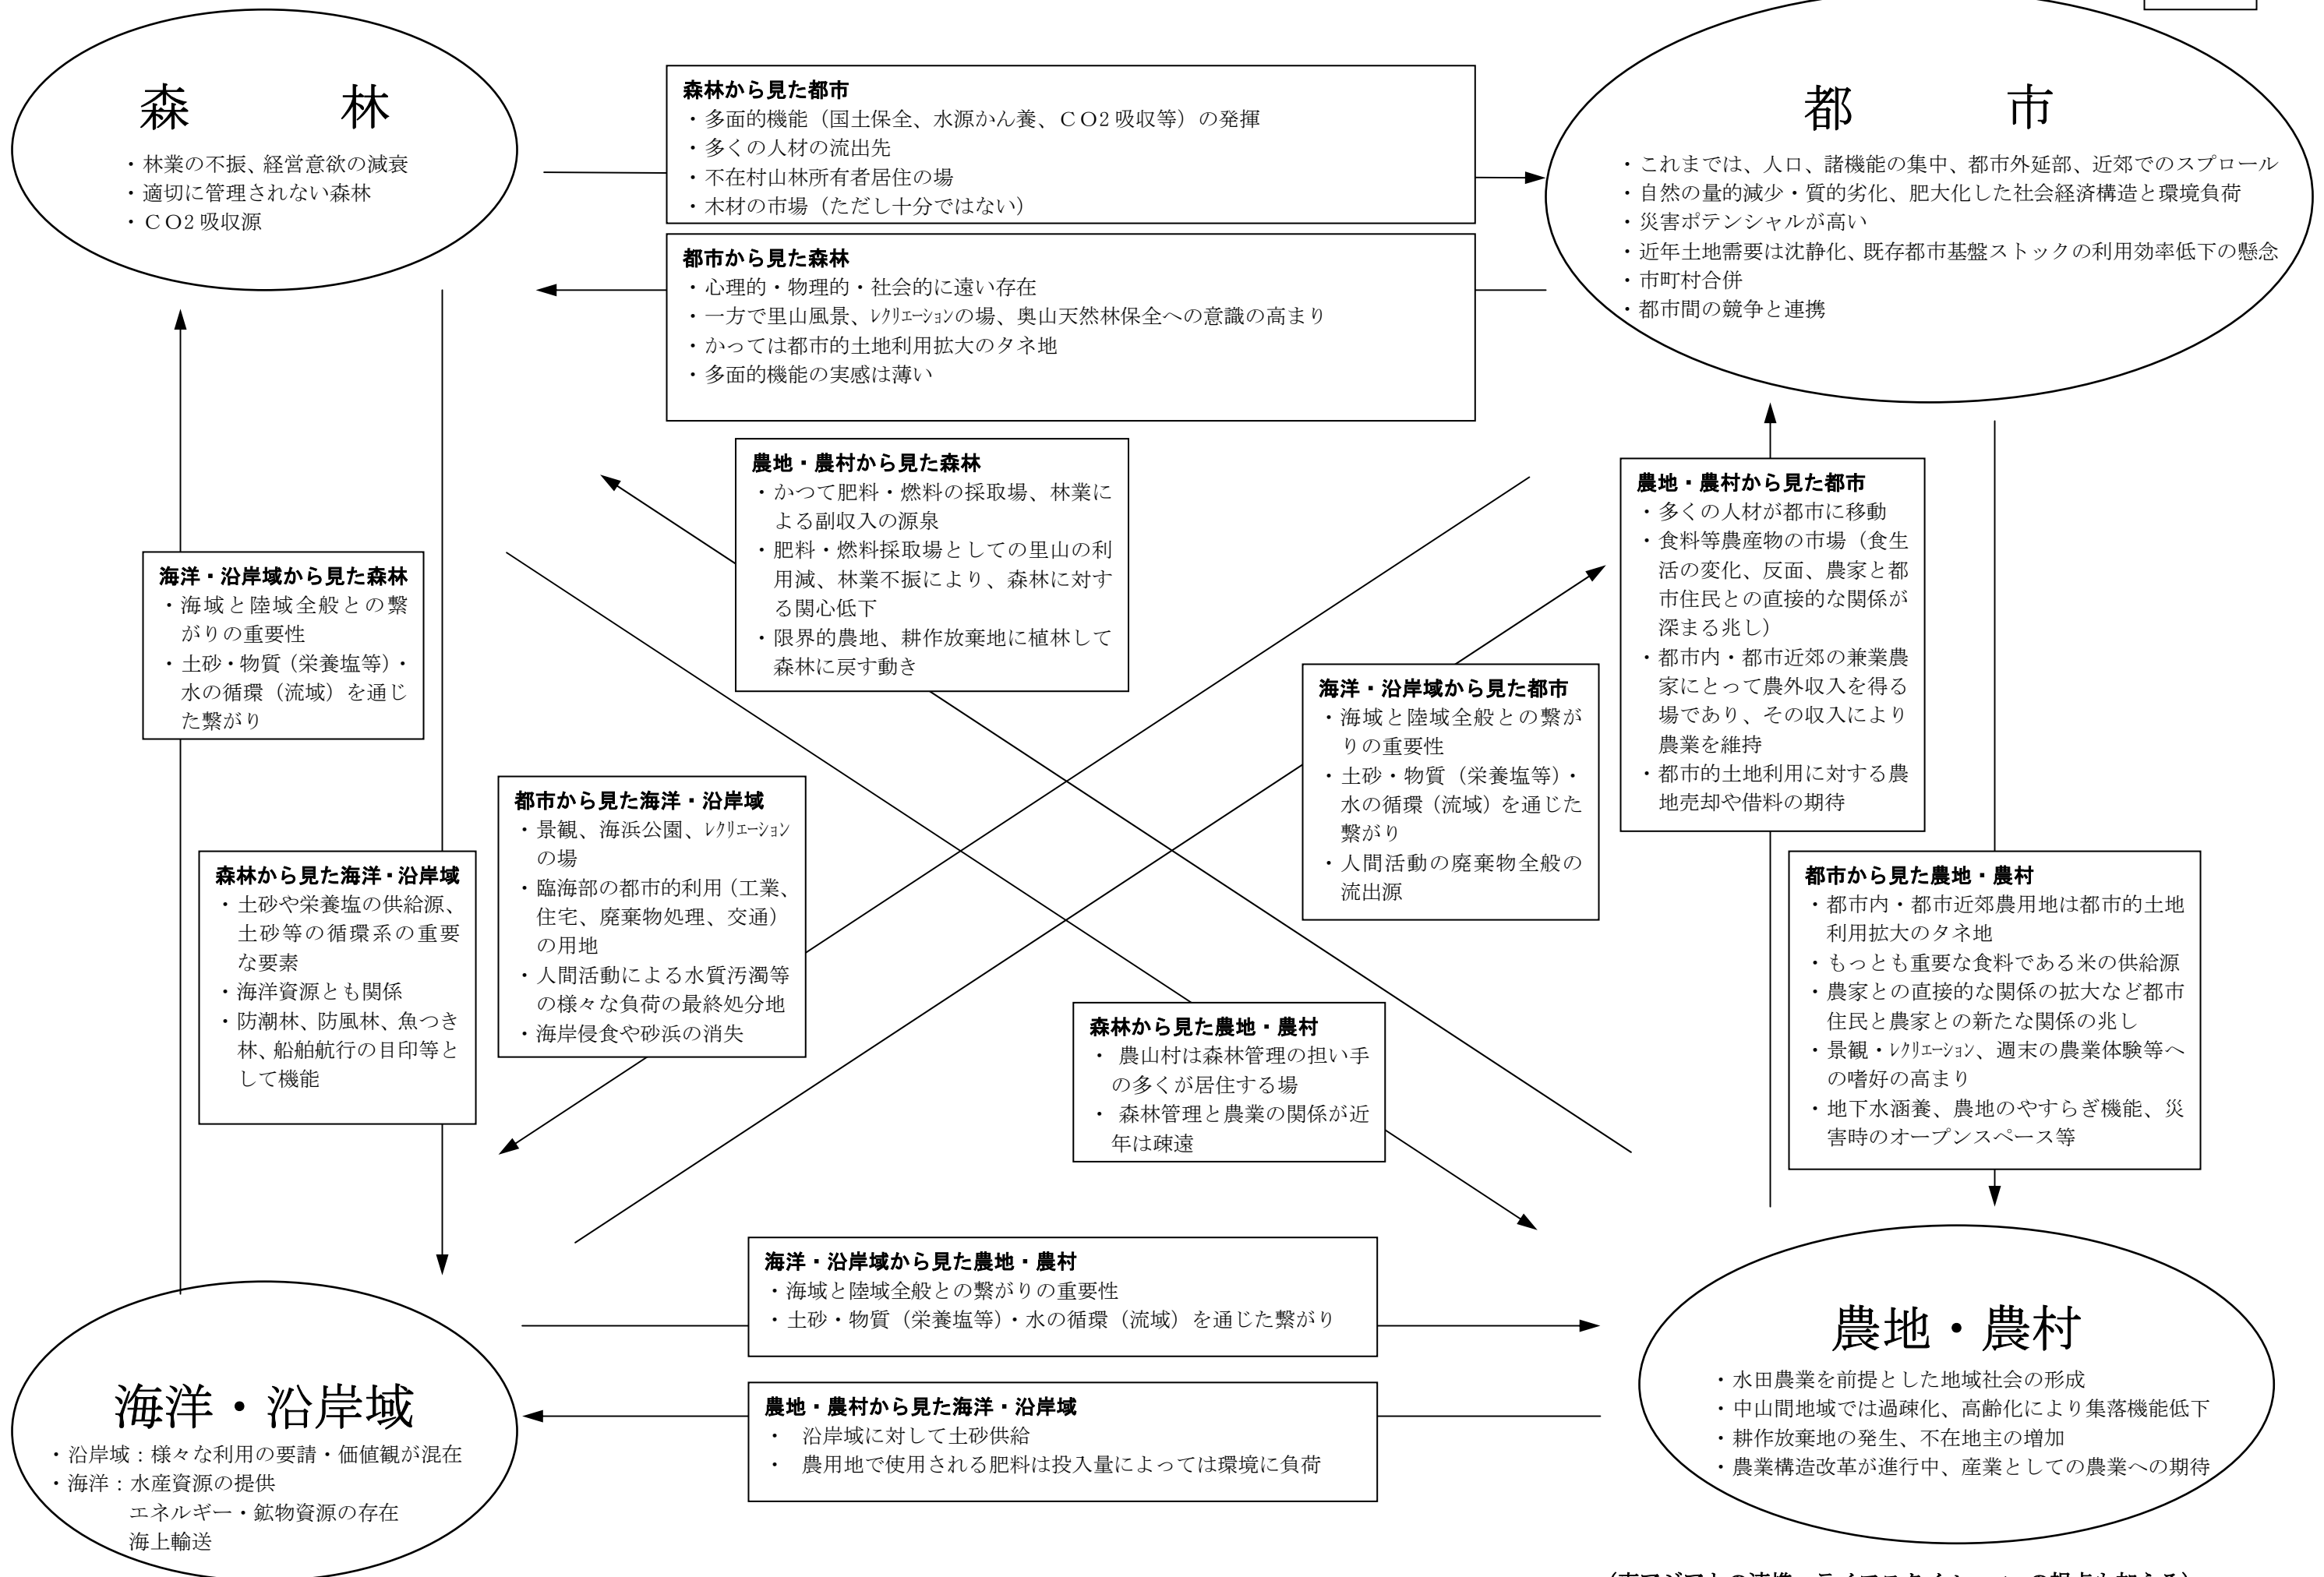 森　林
・林業の不振、経営意欲の減衰
・適切に管理されない森林
・ＣＯ2 吸収源
森林から見た都市
・多面的機能（国土保全、水源かん養、ＣＯ2 吸収等）の発揮
・多くの人材の流出先
・不在村山林所有者居住の場
・木材の市場（ただし十分ではない）
都　市
・これまでは、人口、諸機能の集中、都市外延部、近郊でのスプロール
・自然の量的減少・質的劣化、肥大化した社会経済構造と環境負荷
・災害ポテンシャルが高い
・近年土地需要は沈静化、既存都市基盤ストックの利用効率低下の懸念
・市町村合併
・都市間の競争と連携
都市から見た森林
・心理的・物理的・社会的に遠い存在
・一方で里山風景、ﾚｸﾘｴｰｼｮﾝの場、奥山天然林保全への意識の高まり
・かっては都市的土地利用拡大のタネ地
・多面的機能の実感は薄い
農地・農村から見た森林
・かつて肥料・燃料の採取場、林業に
よる副収入の源泉
・肥料・燃料採取場としての里山の利
用減、林業不振により、森林に対す
る関心低下
・限界的農地、耕作放棄地に植林して
森林に戻す動き
農地・農村から見た都市
・多くの人材が都市に移動
・食料等農産物の市場（食生
活の変化、反面、農家と都
市住民との直接的な関係が
深まる兆し）
・都市内・都市近郊の兼業農
家にとって農外収入を得る
場であり、その収入により
農業を維持
・都市的土地利用に対する農
地売却や借料の期待
海洋・沿岸域から見た森林
・海域と陸域全般との繋
がりの重要性
・土砂・物質（栄養塩等）・
水の循環（流域）を通じ
た繋がり
海洋・沿岸域から見た都市
・海域と陸域全般との繋が
りの重要性
・土砂・物質（栄養塩等）・
水の循環（流域）を通じた
繋がり
・人間活動の廃棄物全般の
流出源
都市から見た海洋・沿岸域
・景観、海浜公園、ﾚｸﾘｴｰｼｮﾝ
の場
・臨海部の都市的利用（工業、
住宅、廃棄物処理、交通）
の用地
・人間活動による水質汚濁等
の様々な負荷の最終処分地
・海岸侵食や砂浜の消失
森林から見た海洋・沿岸域
・土砂や栄養塩の供給源、
土砂等の循環系の重要
な要素
・海洋資源とも関係
・防潮林、防風林、魚つき
林、船舶航行の目印等と
して機能
都市から見た農地・農村
・都市内・都市近郊農用地は都市的土地
利用拡大のタネ地
・もっとも重要な食料である米の供給源
・農家との直接的な関係の拡大など都市
住民と農家との新たな関係の兆し
・景観・ﾚｸﾘｴｰｼｮﾝ、週末の農業体験等へ
の嗜好の高まり
・地下水涵養、農地のやすらぎ機能、災
害時のオープンスペース等
森林から見た農地・農村
・ 農山村は森林管理の担い手
の多くが居住する場
・ 森林管理と農業の関係が近
年は疎遠
海洋・沿岸域から見た農地・農村
・海域と陸域全般との繋がりの重要性
・土砂・物質（栄養塩等）・水の循環（流域）を通じた繋がり
農地・農村から見た海洋・沿岸域
・ 沿岸域に対して土砂供給
・ 農用地で使用される肥料は投入量によっては環境に負荷
海洋・沿岸域
・沿岸域：様々な利用の要請・価値観が混在
・海洋：水産資源の提供
エネルギー・鉱物資源の存在
海上輸送
農地・農村
・水田農業を前提とした地域社会の形成
・中山間地域では過疎化、高齢化により集落機能低下
・耕作放棄地の発生、不在地主の増加
・農業構造改革が進行中、産業としての農業への期待